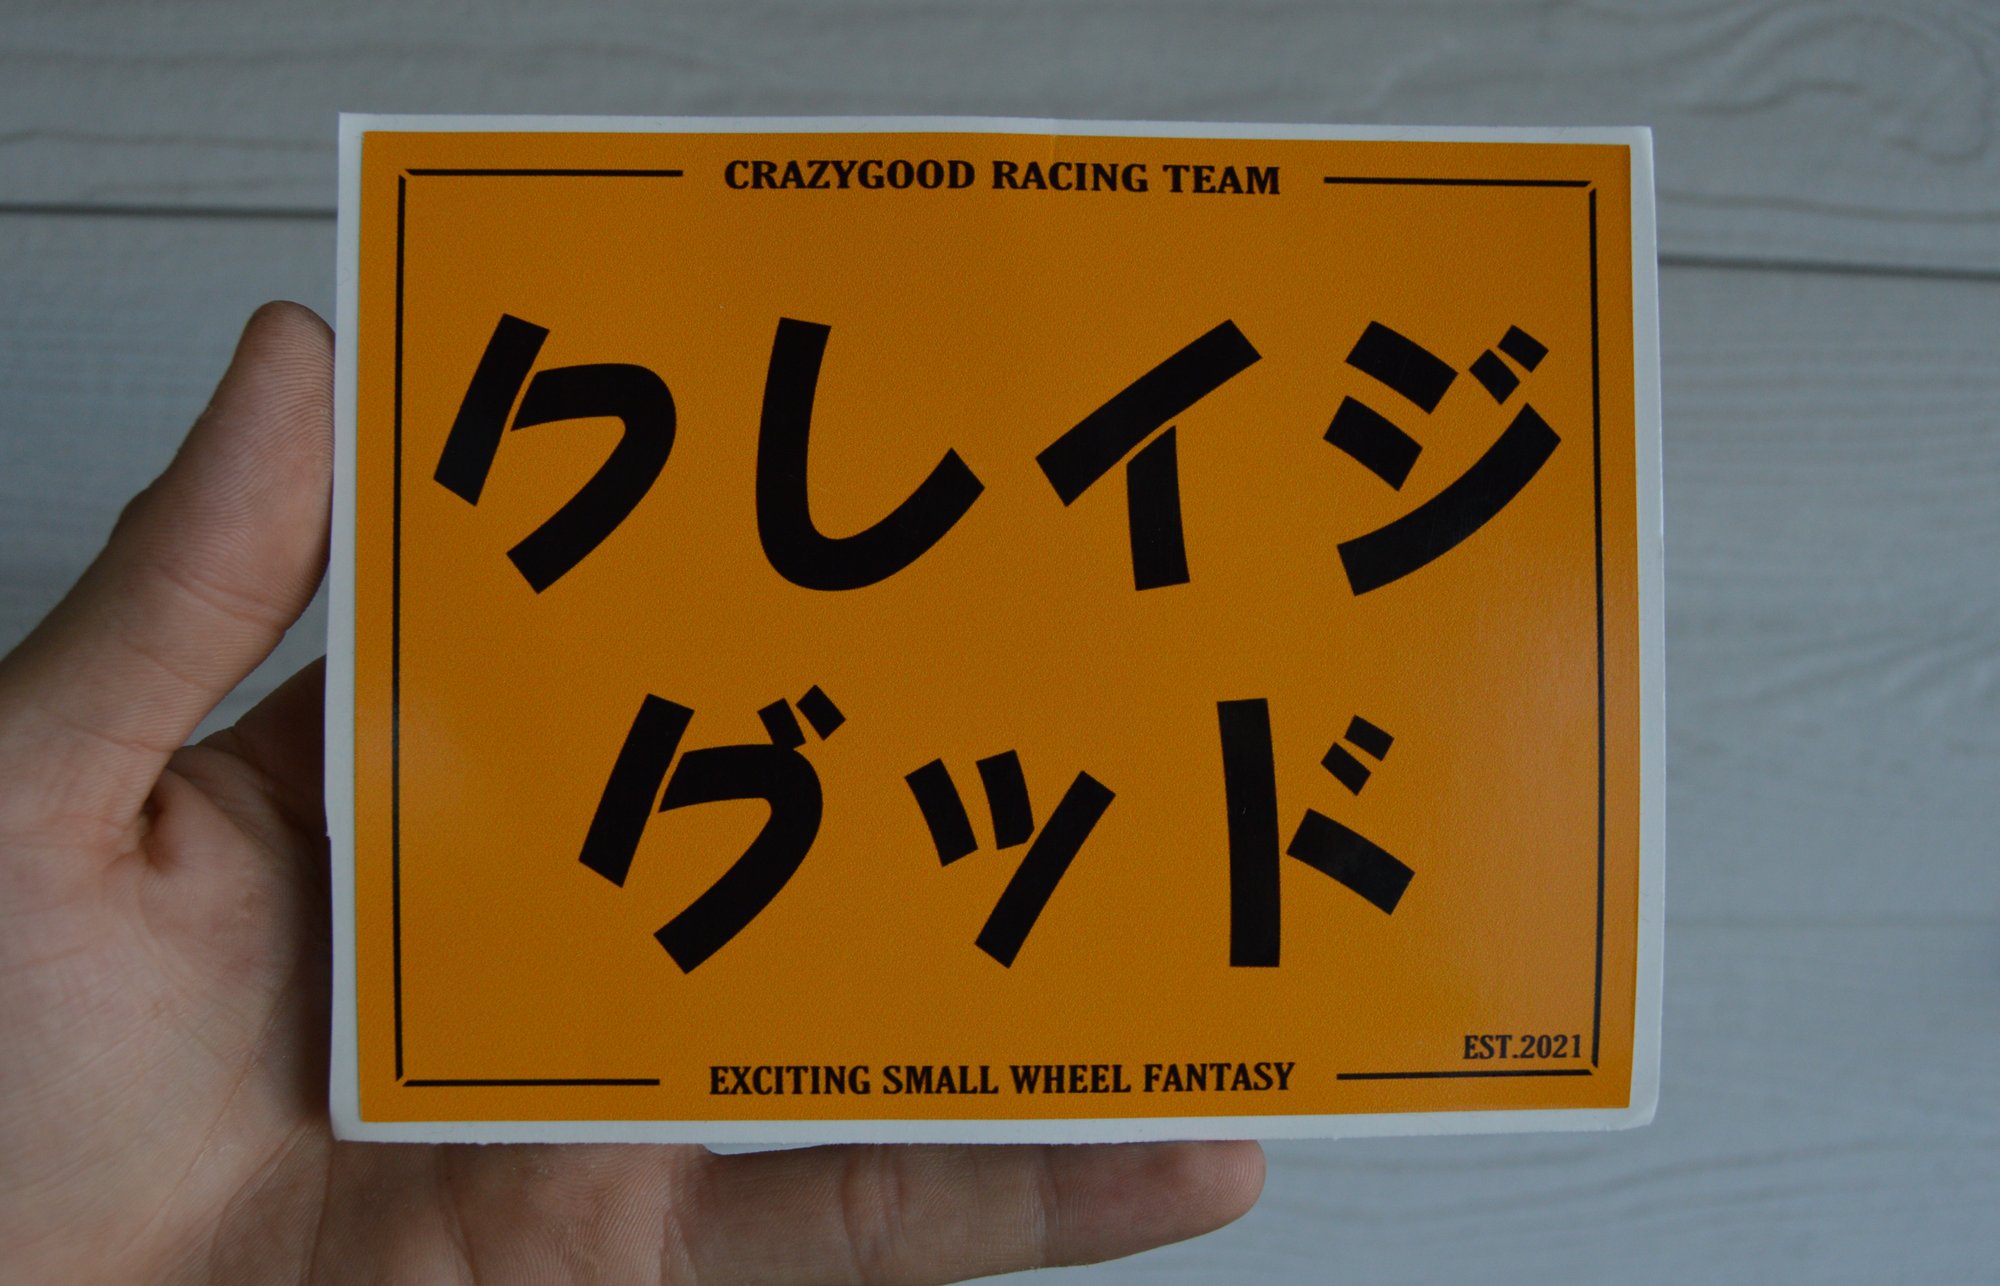 CRAZYGOOD RACING TEAM
クレイジ
グッド
EST.2021
EXCITING SMALL WHEEL FANTASY